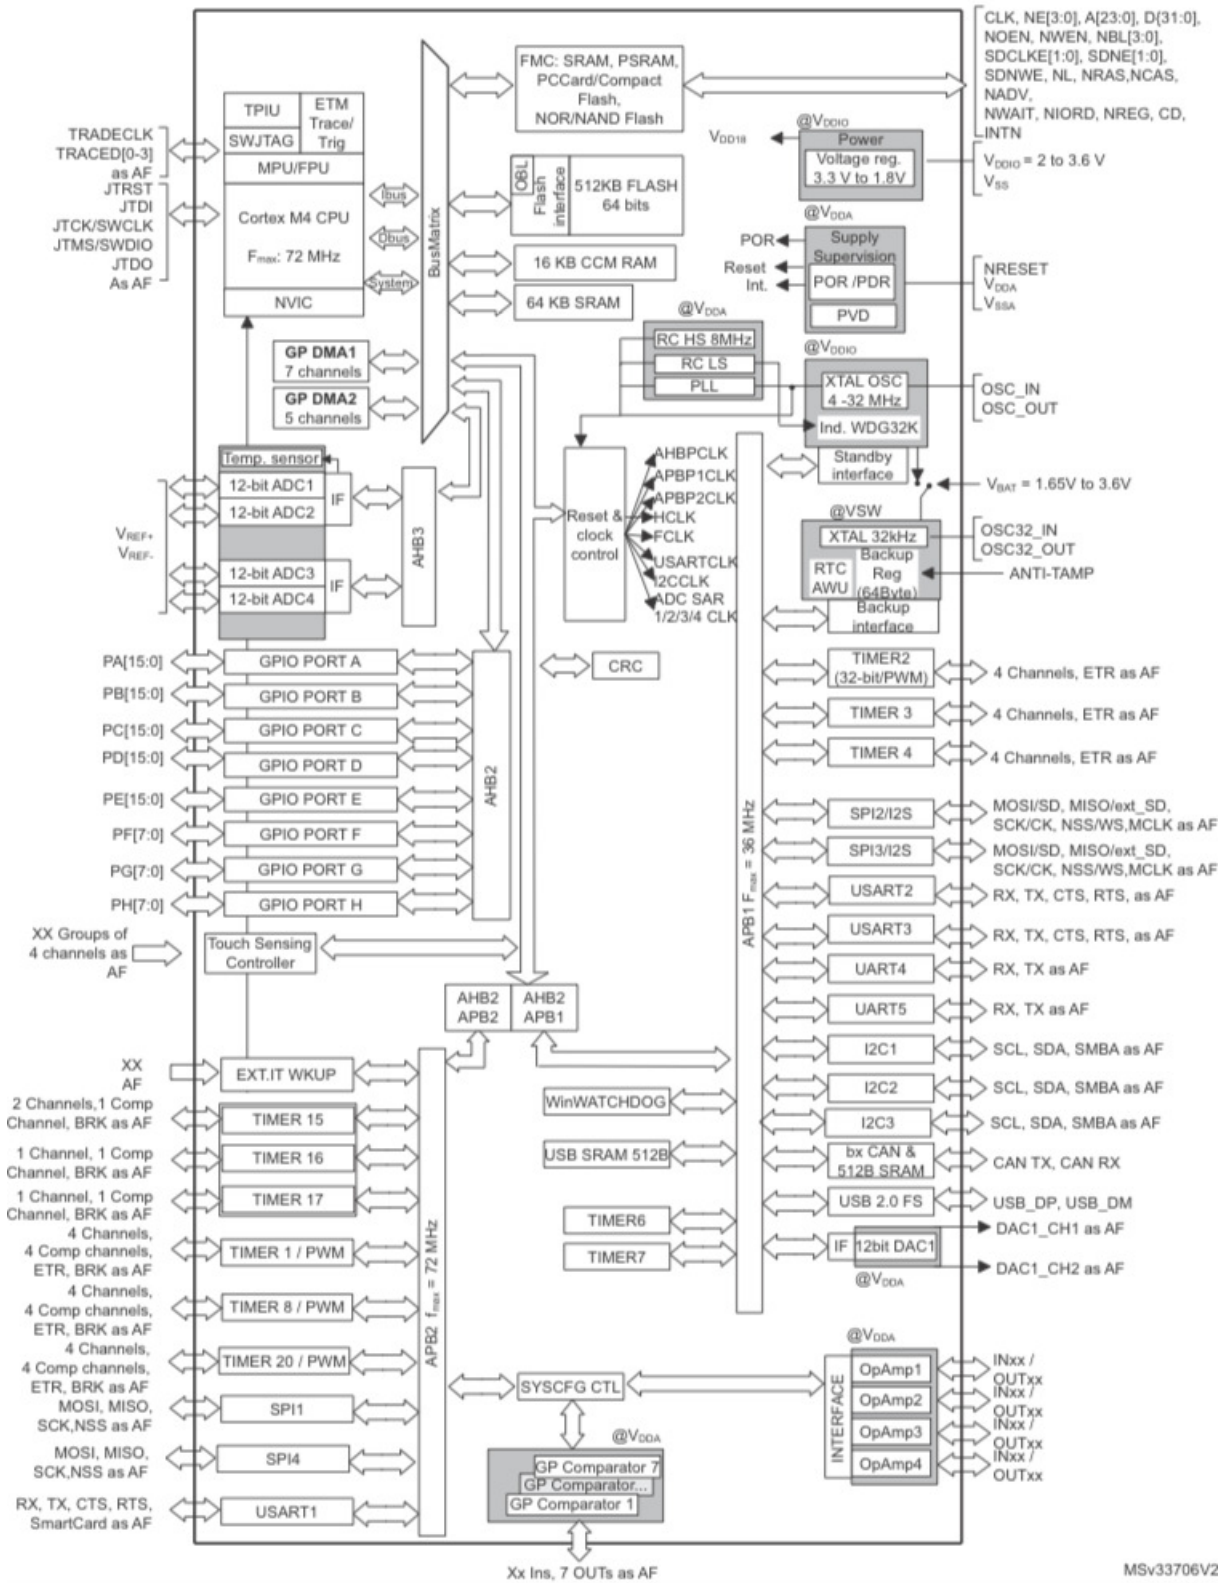 CLK, NE[3:0], A[23:0], D[31:0],
NOEN, NWEN, NBL[3:0],
SDCLKE[1:0], SDNE[1:0],
SDNWE, NL, NRAS,NCAS,
NADV,
NWAIT, NIORD, NREG, CD,
INTN
FMC: SRAM, PSRAM,
PCCard/Compact
Flash,
NOR/NAND Flash
TPIU
ETM
Trace/
Trig
SWJTAG
MPU/FPU
Cortex M4 CPU
Fmax: 72 MHz
NVIC
TRADECLK
TRACED[0-3]
as AF
JTRST
JTDI
JTCK/SWCLK
JTMS/SWDIO
JTDO
As AF
Ibus
Dbus
System
BusMatrix
OBL
Flash
interface
512KB FLASH
64 bits
16 KB CCM RAM
64 KB SRAM
@VDDIO
VDD18
Power
Voltage reg.
3.3 V to 1.8V
VDDIO = 2 to 3.6 V
VSS
@VDDA
POR
Reset
Int.
Supply
Supervision
POR /PDR
PVD
NRESET
VDDA
VSSA
@VDDA
RC HS 8MHz
RC LS
PLL
@VDDIO
XTAL OSC
4 -32 MHz
Ind. WDG32K
OSC_IN
OSC_OUT
Standby
interface
VBAT = 1.65V to 3.6V
@VSW
XTAL 32kHz
RTC
AWU
Backup
Reg
(64Byte)
Backup
interface
OSC32_IN
OSC32_OUT
ANTI-TAMP
GP DMA1
7 channels
GP DMA2
5 channels
Temp. sensor
12-bit ADC1
12-bit ADC2
IF
12-bit ADC3
12-bit ADC4
IF
VREF+
VREF-
AHB3
Reset &
clock
control
AHBPCLK
APBP1CLK
APBP2CLK
HCLK
FCLK
USARTCLK
I2CCLK
ADC SAR
1/2/3/4 CLK
CRC
PA[15:0]
GPIO PORT A
PB[15:0]
GPIO PORT B
PC[15:0]
GPIO PORT C
PD[15:0]
GPIO PORT D
PE[15:0]
GPIO PORT E
PF[7:0]
GPIO PORT F
PG[7:0]
GPIO PORT G
PH[7:0]
GPIO PORT H
AHB2
XX Groups of
4 channels as
AF
Touch Sensing
Controller
AHB2
APB2
AHB2
APB1
APB1 Fmax = 36 MHz
TIMER2
(32-bit/PWM)
4 Channels, ETR as AF
TIMER 3
4 Channels, ETR as AF
TIMER 4
4 Channels, ETR as AF
SPI2/I2S
MOSI/SD, MISO/ext_SD,
SCK/CK, NSS/WS,MCLK as AF
SPI3/I2S
MOSI/SD, MISO/ext_SD,
SCK/CK, NSS/WS,MCLK as AF
USART2
RX, TX, CTS, RTS, as AF
USART3
RX, TX, CTS, RTS, as AF
UART4
RX, TX as AF
UART5
RX, TX as AF
I2C1
SCL, SDA, SMBA as AF
I2C2
SCL, SDA, SMBA as AF
I2C3
SCL, SDA, SMBA as AF
bx CAN &
512B SRAM
CAN TX, CAN RX
USB 2.0 FS
USB_DP, USB_DM
IF
12bit DAC1
@VDDA
DAC1_CH1 as AF
DAC1_CH2 as AF
WinWATCHDOG
USB SRAM 512B
TIMER6
TIMER7
XX
AF
EXT.IT WKUP
2 Channels,1 Comp
Channel, BRK as AF
TIMER 15
1 Channel, 1 Comp
Channel, BRK as AF
TIMER 16
1 Channel, 1 Comp
Channel, BRK as AF
TIMER 17
4 Channels,
4 Comp channels,
ETR, BRK as AF
TIMER 1 / PWM
4 Channels,
4 Comp channels,
ETR, BRK as AF
TIMER 8 / PWM
4 Channels,
4 Comp channels,
ETR, BRK as AF
TIMER 20 / PWM
MOSI, MISO,
SCK,NSS as AF
SPI1
MOSI, MISO,
SCK,NSS as AF
SPI4
RX, TX, CTS, RTS,
SmartCard as AF
USART1
APB2 fmax = 72 MHz
SYSCFG CTL
@VDDA
GP Comparator 7
GP Comparator...
GP Comparator 1
Xx Ins, 7 OUTs as AF
@VDDA
INTERFACE
OpAmp1
INxx /
OUTxx
OpAmp2
INxx /
OUTxx
OpAmp3
INxx /
OUTxx
OpAmp4
INxx /
OUTxx
MSv33706V2